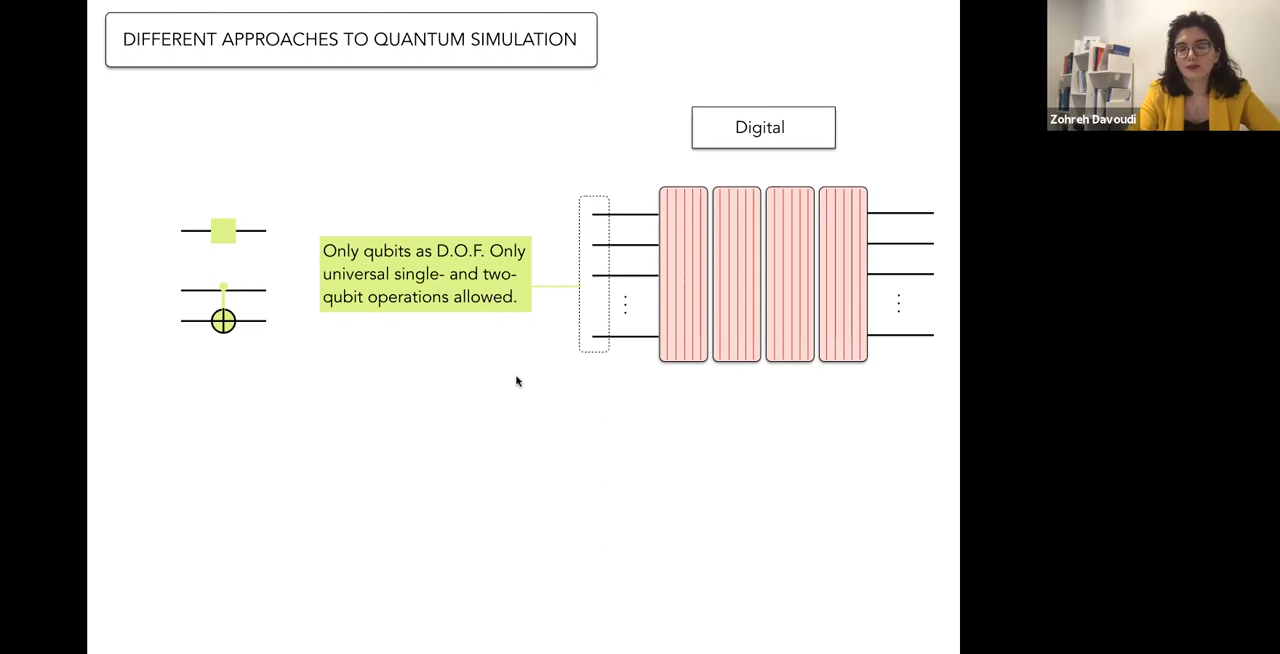 DIFFERENT APPROACHES TO QUANTUM SIMULATION
Zohreh Davoudi
Digital
Only qubits as D.O.F. Only
universal single- and two-
qubit operations allowed.